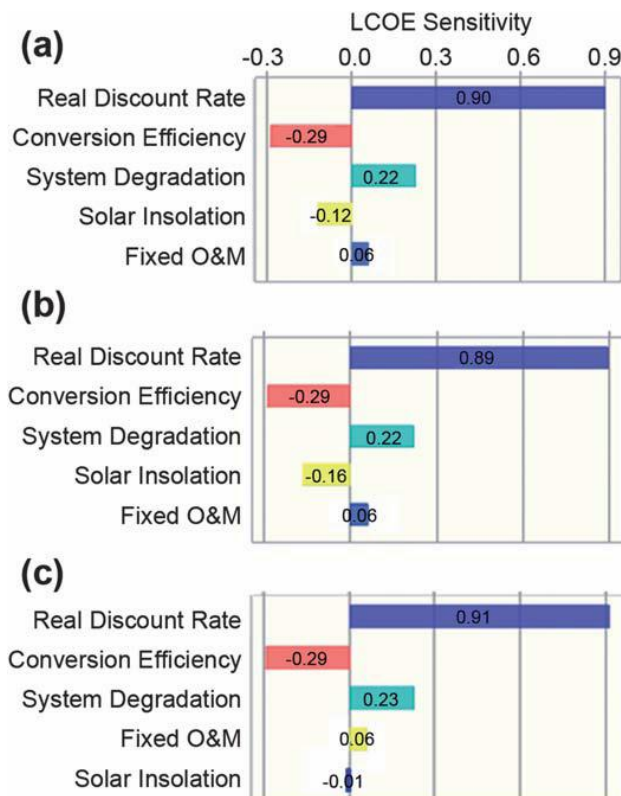 LCOE Sensitivity
(a)
-0.3 0.0 0.3 0.6 0.9
Real Discount Rate 0.90
Conversion Efficiency -0.29
System Degradation 0.22
Solar Insolation -0.12
Fixed O&M 0.06
(b)
Real Discount Rate 0.89
Conversion Efficiency -0.29
System Degradation 0.22
Solar Insolation -0.16
Fixed O&M 0.06
(c)
Real Discount Rate 0.91
Conversion Efficiency -0.29
System Degradation 0.23
Fixed O&M 0.06
Solar Insolation -0.01